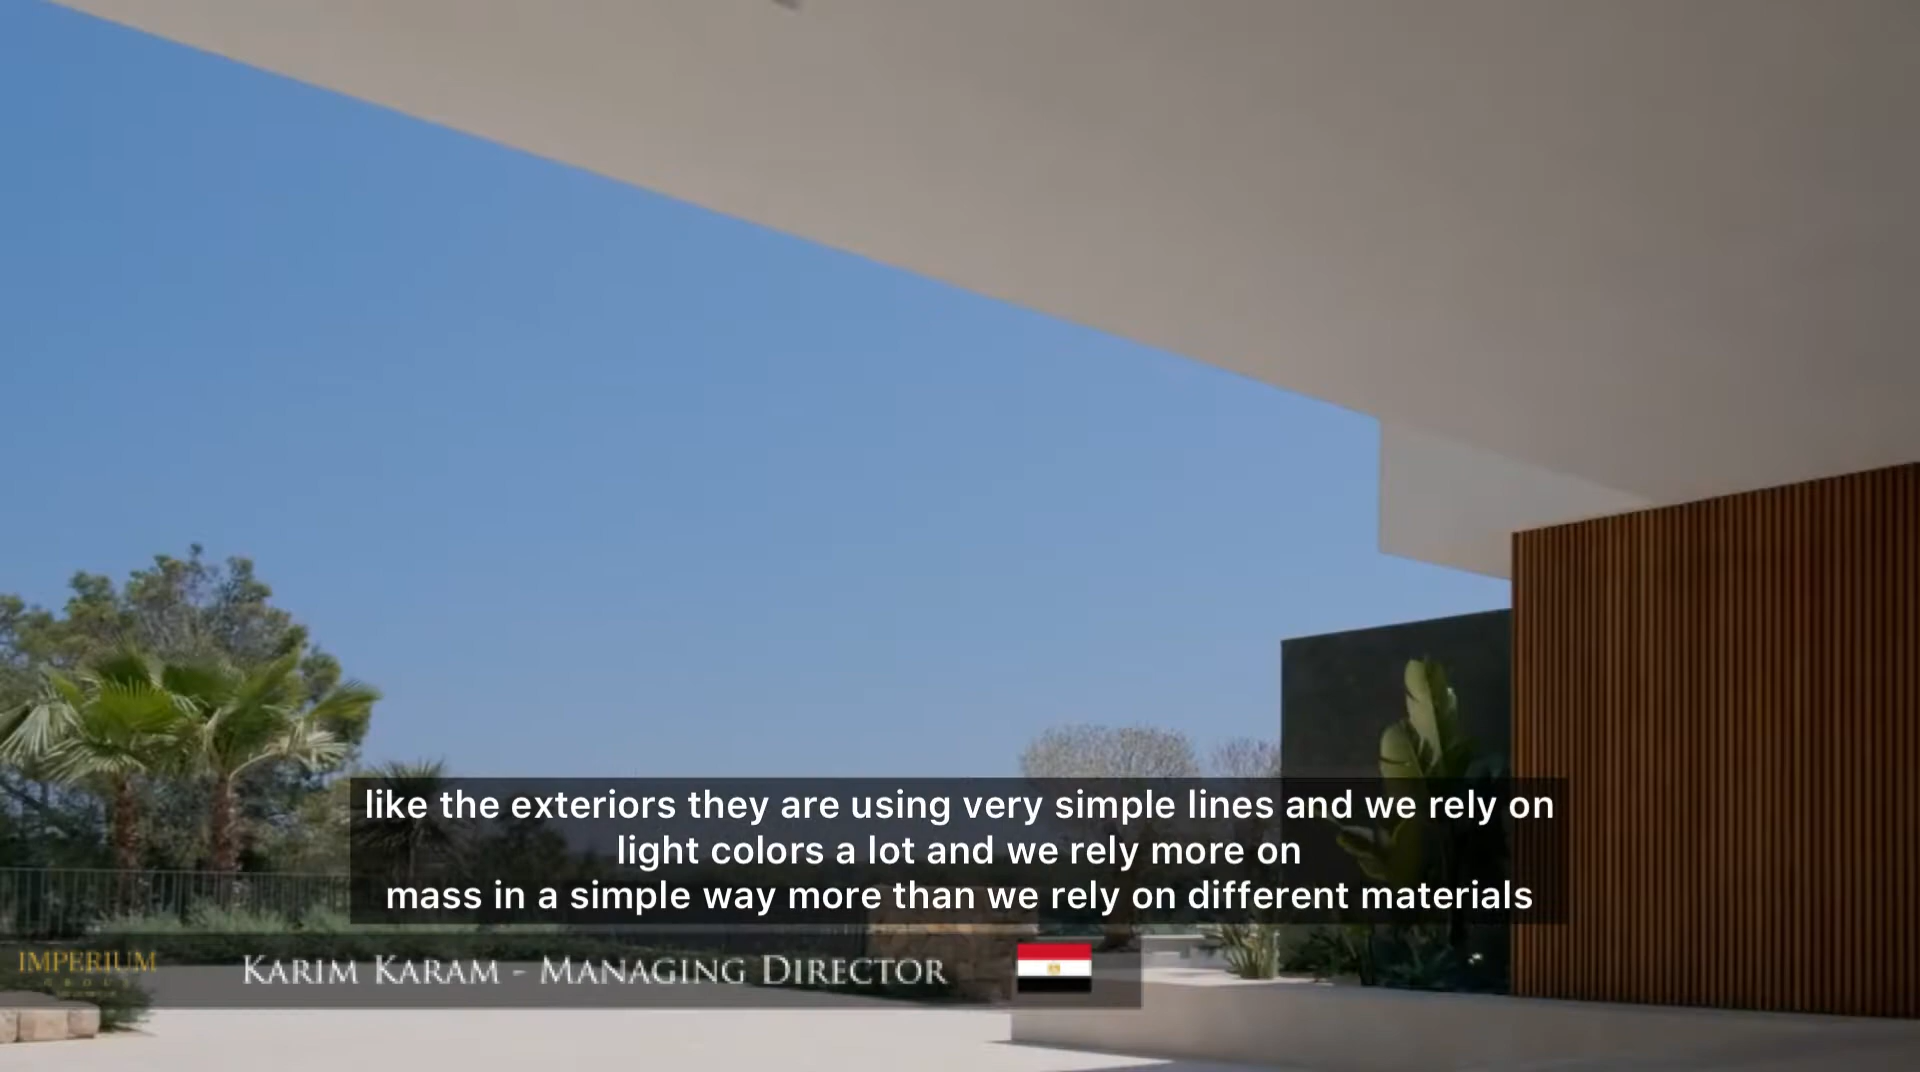 like the exteriors they are using very simple lines and we rely on
light colors a lot and we rely more on
mass in a simple way more than we rely on different materials
IMPERIUM
GROUP
KARIM KARAM - MANAGING DIRECTOR